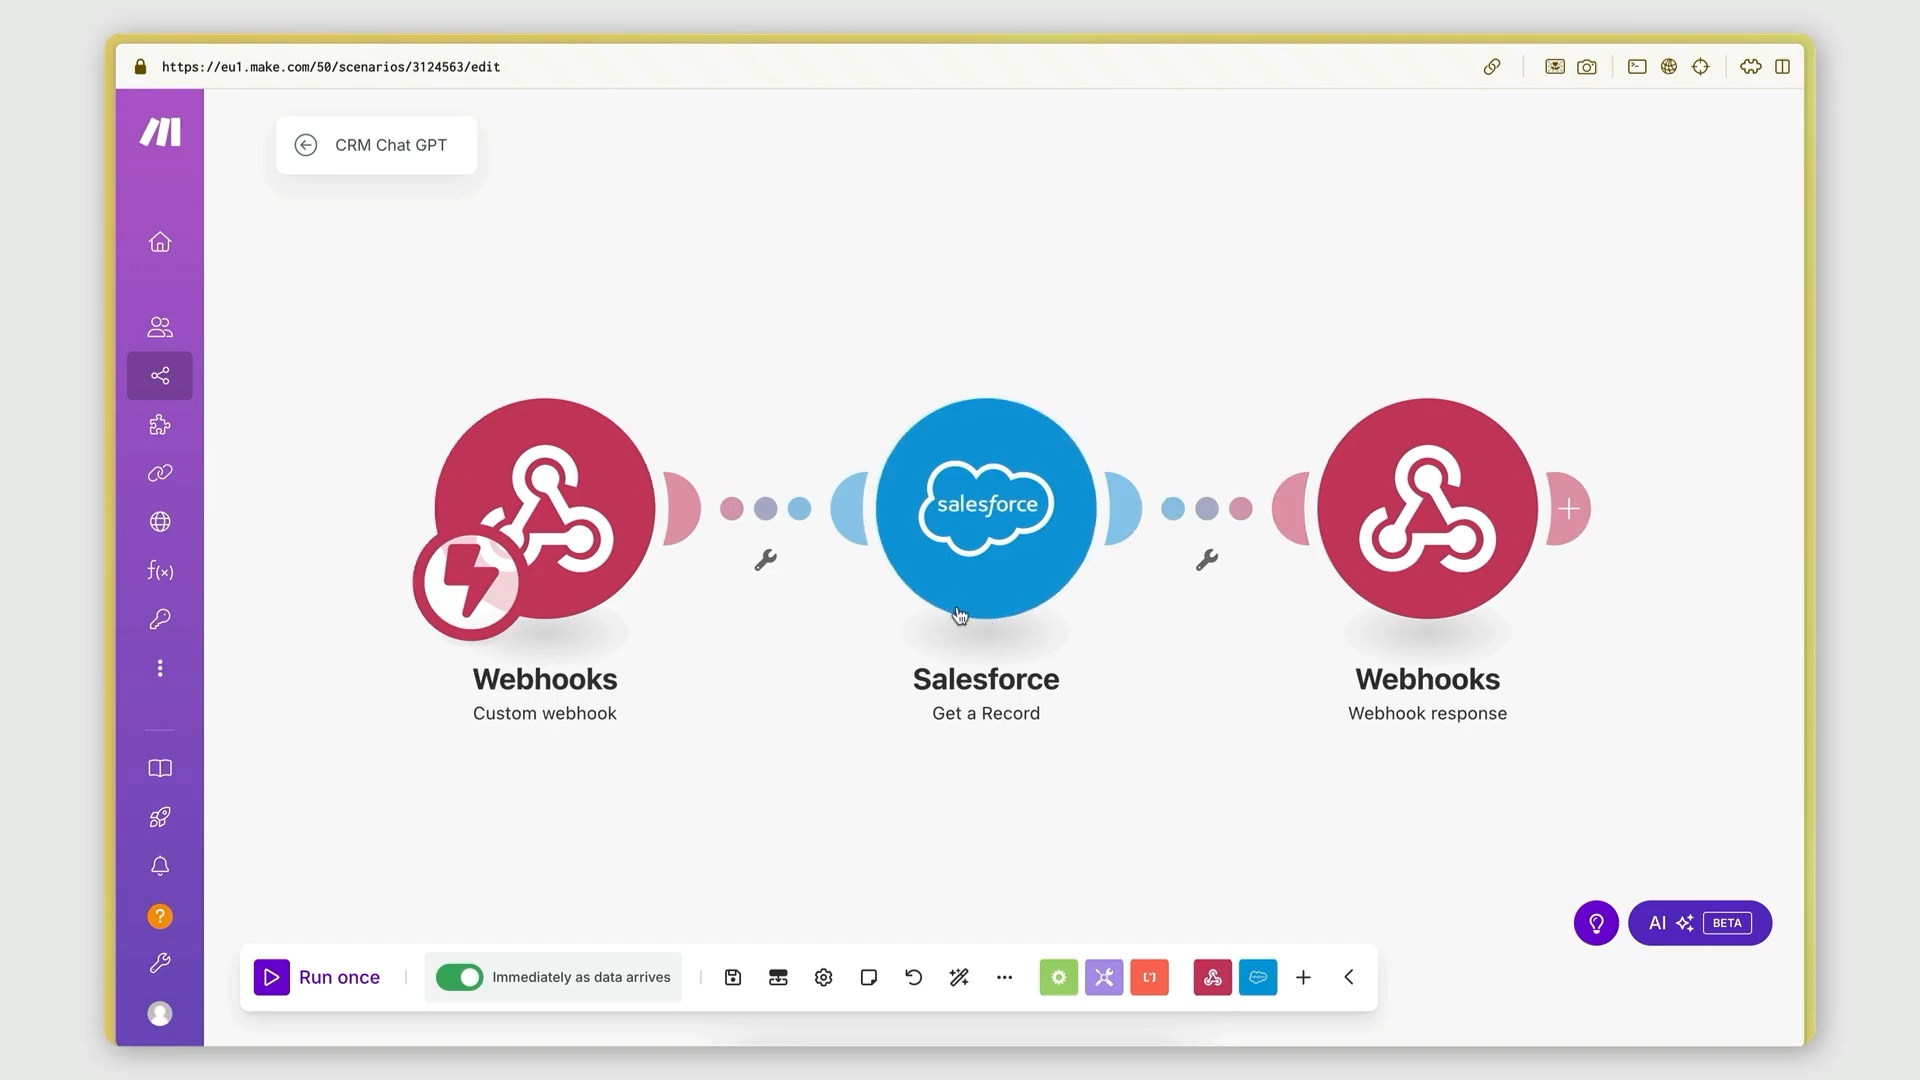 https://eu1.make.com/50/scenarios/3124563/edit
CRM Chat GPT
f(x)
salesforce
Webhooks
Custom webhook
Salesforce
Get a Record
Webhooks
Webhook response
?
AI BETA
Run once
Immediately as data arrives